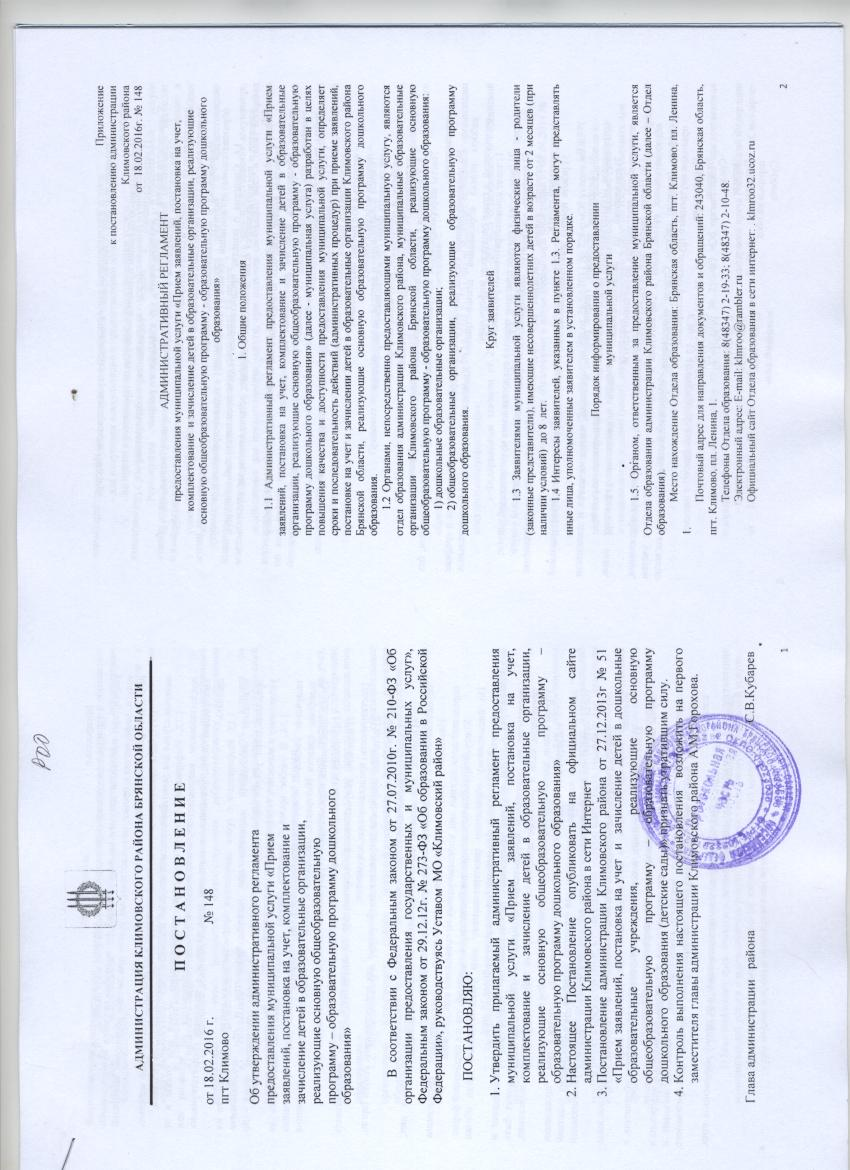 РОО
АДМИНИСТРАЦИЯ КЛИМОВСКОГО РАЙОНА БРЯНСКОЙ ОБЛАСТИ
П О С Т А Н О В Л Е Н И Е
от 18.02.2016 г. № 148
пгт Климово
Об утверждении административного регламента
предоставления муниципальной услуги «Прием
заявлений, постановка на учет, комплектование и
зачисление детей в образовательные организации,
реализующие основную общеобразовательную
программу – образовательную программу дошкольного
образования»
В соответствии с Федеральным законом от 27.07.2010г. № 210-ФЗ «Об
организации предоставления государственных и муниципальных услуг»,
Федеральным законом от 29.12.12г. № 273-ФЗ «Об образовании в Российской
Федерации», руководствуясь Уставом МО «Климовский район»
ПОСТАНОВЛЯЮ:
1. Утвердить прилагаемый административный регламент предоставления
муниципальной услуги «Прием заявлений, постановка на учет,
комплектование и зачисление детей в образовательные организации,
реализующие основную общеобразовательную программу –
образовательную программу дошкольного образования»
2. Настоящее Постановление опубликовать на официальном сайте
администрации Климовского района в сети Интернет
3. Постановление администрации Климовского района от 27.12.2013г № 51
«Прием заявлений, постановка на учет и зачисление детей в дошкольные
образовательные учреждения, реализующие основную
общеобразовательную программу – образовательную программу
дошкольного образования (детские сады)» признать утратившим силу.
4. Контроль выполнения настоящего постановления возложить на первого
заместителя главы администрации Климовского района А.М.Горохова.
Глава администрации района С.В.Кубарев
1
Приложение
к постановлению администрации
Климовского района
от 18.02.2016г. № 148
АДМИНИСТРАТИВНЫЙ РЕГЛАМЕНТ
предоставления муниципальной услуги «Прием заявлений, постановка на учет,
комплектование и зачисление детей в образовательные организации, реализующие
основную общеобразовательную программу - образовательную программу дошкольного
образования»
1. Общие положения
1.1 Административный регламент предоставления муниципальной услуги «Прием
заявлений, постановка на учет, комплектование и зачисление детей в образовательные
организации, реализующие основную общеобразовательную программу - образовательную
программу дошкольного образования» (далее - муниципальная услуга) разработан в целях
повышения качества и доступности предоставления муниципальной услуги, определяет
сроки и последовательность действий (административных процедур) при приеме заявлений,
постановке на учет и зачислении детей в образовательные организации Климовского района
Брянской области, реализующие основную образовательную программу дошкольного
образования.
1.2 Органами, непосредственно предоставляющими муниципальную услугу, являются
отдел образования администрации Климовского района, муниципальные образовательные
организации Климовского района Брянской области, реализующие основную
общеобразовательную программу - образовательную программу дошкольного образования:
1) дошкольные образовательные организации;
2) общеобразовательные организации, реализующие образовательную программу
дошкольного образования.
Круг заявителей
1.3 Заявителями муниципальной услуги являются физические лица - родители
(законные представители), имеющие несовершеннолетних детей в возрасте от 2 месяцев (при
наличии условий) до 8 лет.
1.4 Интересы заявителей, указанных в пункте 1.3. Регламента, могут представлять
иные лица, уполномоченные заявителем в установленном порядке.
Порядок информирования о предоставлении
муниципальной услуги
1.5. Органом, ответственным за предоставление муниципальной услуги, является
Отдела образования администрации Климовского района Брянской области (далее – Отдел
образования).
Место нахождение Отдела образования: Брянская область, пгт. Климово, пл. Ленина,
1.
Почтовый адрес для направления документов и обращений: 243040, Брянская область,
пгт. Климово, пл. Ленина, 1.
Телефоны Отдела образования: 8(48347) 2-19-33; 8(48347) 2-10-48.
Электронный адрес: E-mail: klmroo@rambler.ru
Официальный сайт Отдела образования в сети интернет: . klmroo32.ucoz.ru
2